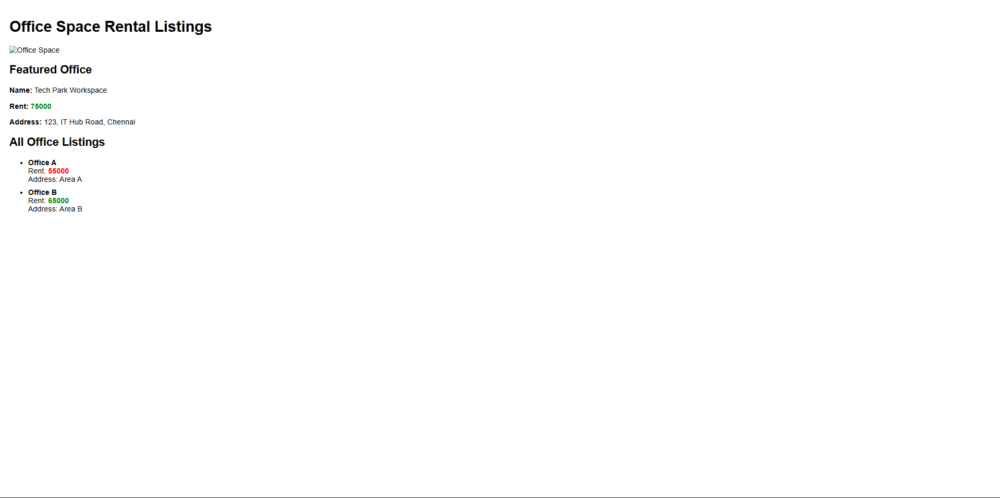 Office Space Rental Listings
Office Space
Featured Office
Name: Tech Park Workspace
Rent: 75000
Address: 123, IT Hub Road, Chennai
All Office Listings
Office A
Rent: 55000
Address: Area A
Office B
Rent: 65000
Address: Area B